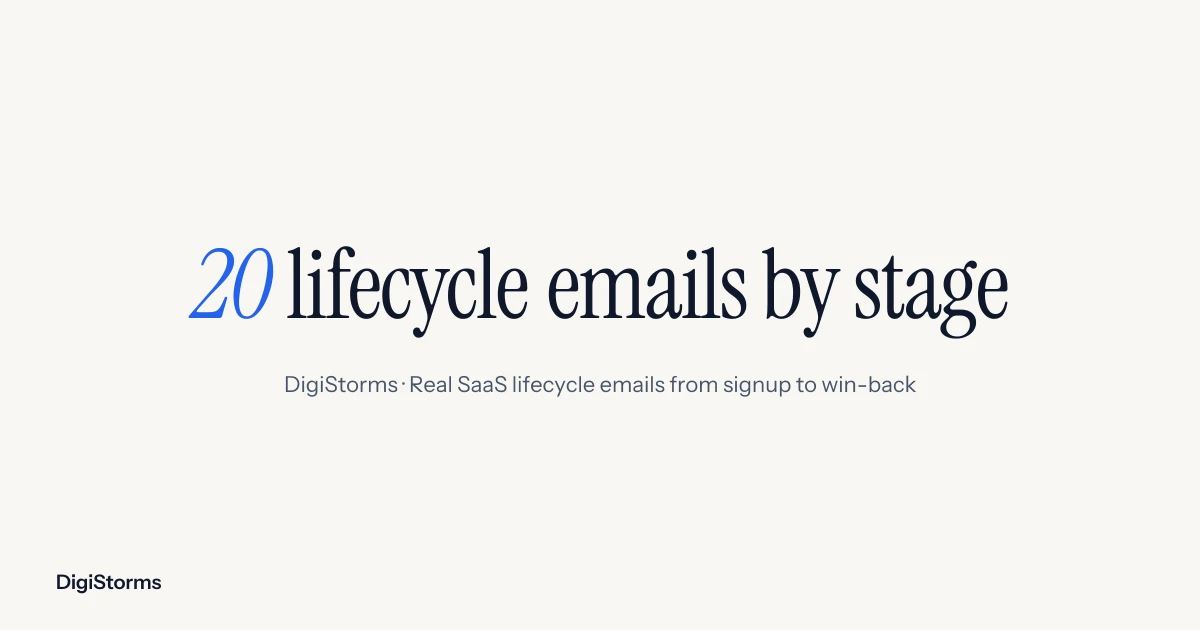 20 lifecycle emails by stage
DigiStorms · Real SaaS lifecycle emails from signup to win-back
DigiStorms